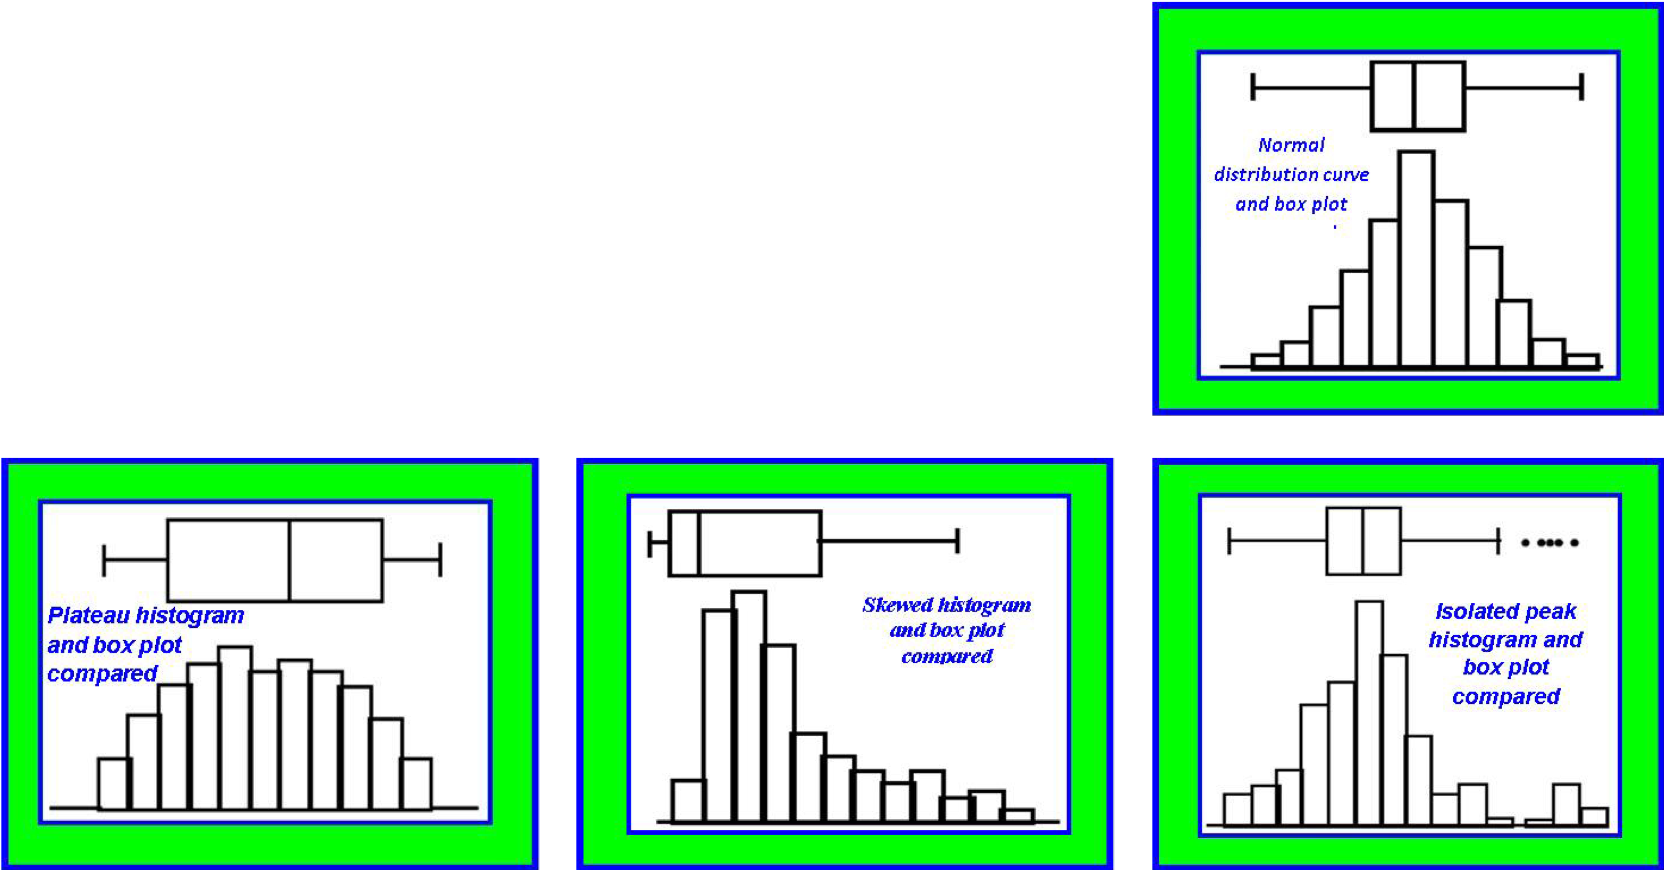 Normal
distribution curve
and box plot
Plateau histogram
and box plot
compared
Skewed histogram
and box plot
compared
Isolated peak
histogram and
box plot
compared